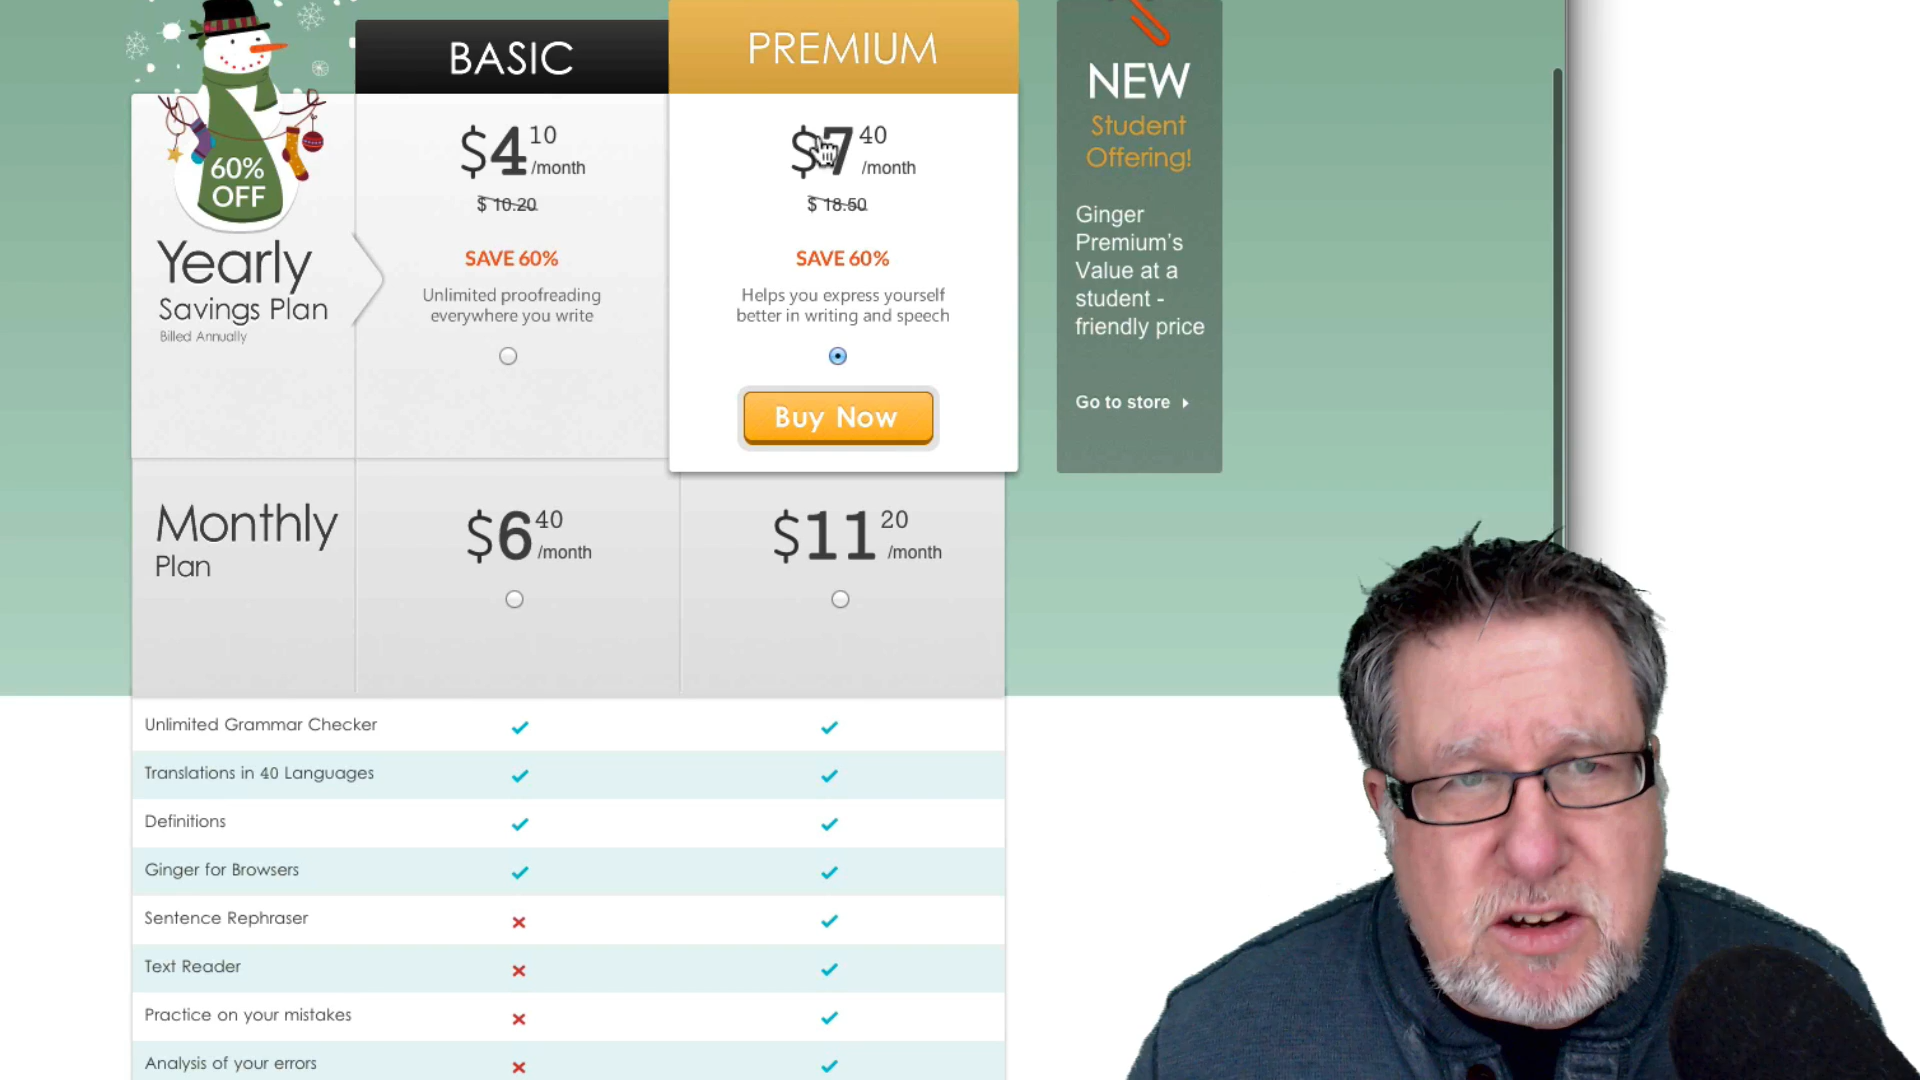 BASIC
PREMIUM
60%
OFF
Yearly
Savings Plan
Billed Annually
$4 10
/month
$ 10.20
SAVE 60%
Unlimited proofreading
everywhere you write
$7 40
/month
$ 18.50
SAVE 60%
Helps you express yourself
better in writing and speech
Buy Now
NEW
Student
Offering!
Ginger
Premium's
Value at a
student -
friendly price
Go to store
Monthly
Plan
$6 40
/month
$11 20
/month
Unlimited Grammar Checker
Translations in 40 Languages
Definitions
Ginger for Browsers
Sentence Rephraser
Text Reader
Practice on your mistakes
Analysis of your errors